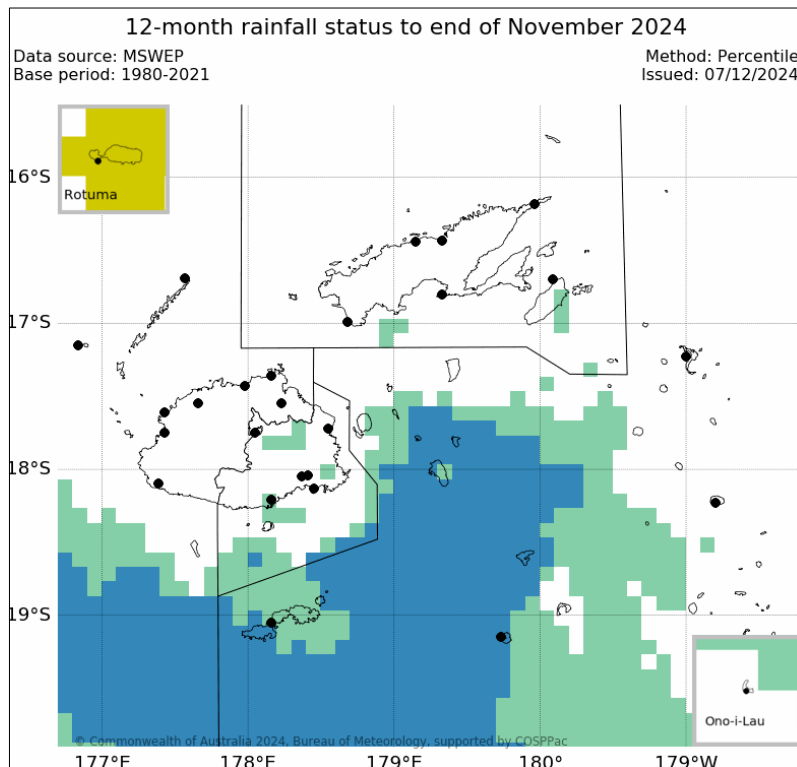 12-month rainfall status to end of November 2024
Data source: MSWEP
Method: Percentile
Base period: 1980-2021
Issued: 07/12/2024
Rotuma
16°S
17°S
18°S
19°S
Ono-i-Lau
© Commonwealth of Australia 2024, Bureau of Meteorology, supported by COSPPac
177°E
178°E
179°E
180°
179°W